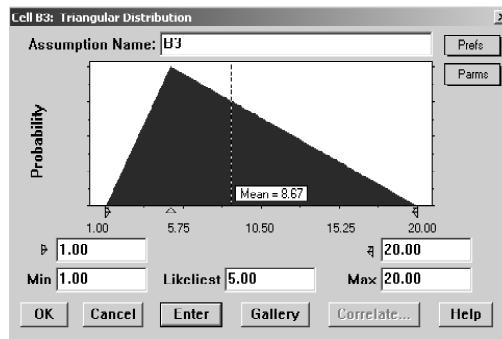 Cell B3: Triangular Distribution
Assumption Name: B3
Prefs
Parms
Probability
Mean = 8.67
1.00 5.75 10.50 15.25 20.00
1.00 20.00
Min 1.00 Likeliest 5.00 Max 20.00
OK Cancel Enter Gallery Correlate... Help